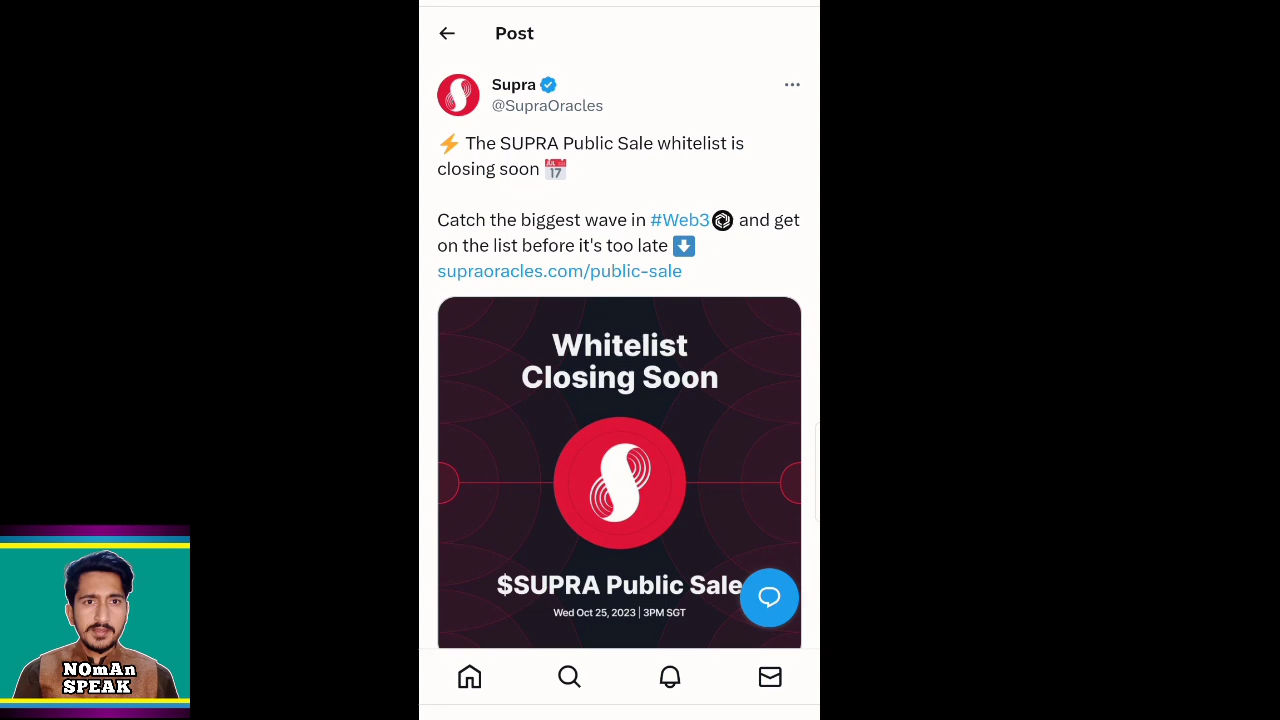 Post
Supra
@SupraOracles
⚡ The SUPRA Public Sale whitelist is
closing soon 📅
Catch the biggest wave in #Web3 and get
on the list before it's too late ⬇️
supraoracles.com/public-sale
Whitelist
Closing Soon
$SUPRA Public Sale
Wed Oct 25, 2023 | 3PM SGT
NOmAn
SPEAK